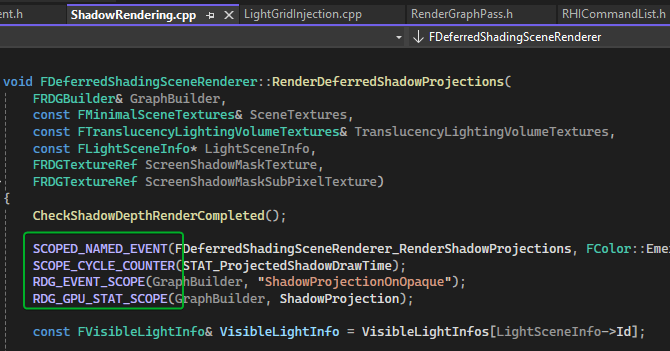 ent.h ShadowRendering.cpp LightGridInjection.cpp RenderGraphPass.h RHICommandList.h
FDeferredShadingSceneRenderer
void FDeferredShadingSceneRenderer::RenderDeferredShadowProjections(
FRDGBuilder& GraphBuilder,
const FMinimalSceneTextures& SceneTextures,
const FTranslucencyLightingVolumeTextures& TranslucencyLightingVolumeTextures,
const FLightSceneInfo* LightSceneInfo,
FRDGTextureRef ScreenShadowMaskTexture,
FRDGTextureRef ScreenShadowMaskSubPixelTexture)
{
CheckShadowDepthRenderCompleted();
SCOPED_NAMED_EVENT(FDeferredShadingSceneRenderer_RenderShadowProjections, FColor::Eme
SCOPE_CYCLE_COUNTER(STAT_ProjectedShadowDrawTime);
RDG_EVENT_SCOPE(GraphBuilder, "ShadowProjectionOnOpaque");
RDG_GPU_STAT_SCOPE(GraphBuilder, ShadowProjection);
const FVisibleLightInfo& VisibleLightInfo = VisibleLightInfos[LightSceneInfo->Id];